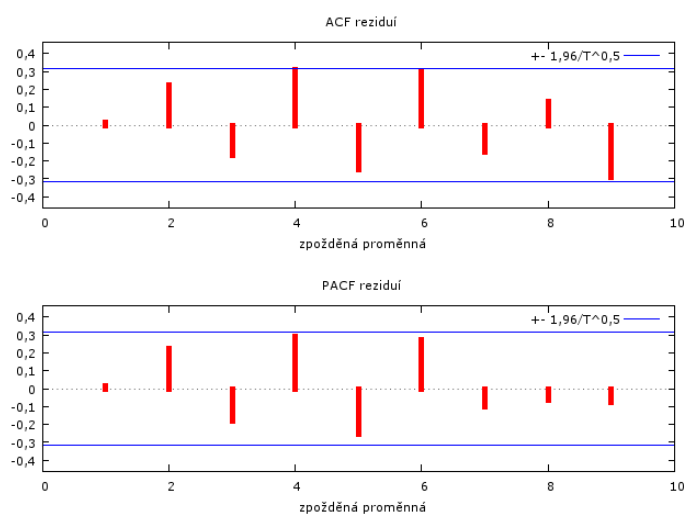 ACF reziduí
+- 1,96/T^0,5
0,4
0,3
0,2
0,1
0
-0,1
-0,2
-0,3
-0,4
0 2 4 6 8 10
zpožděná proměnná
PACF reziduí
+- 1,96/T^0,5
0,4
0,3
0,2
0,1
0
-0,1
-0,2
-0,3
-0,4
0 2 4 6 8 10
zpožděná proměnná